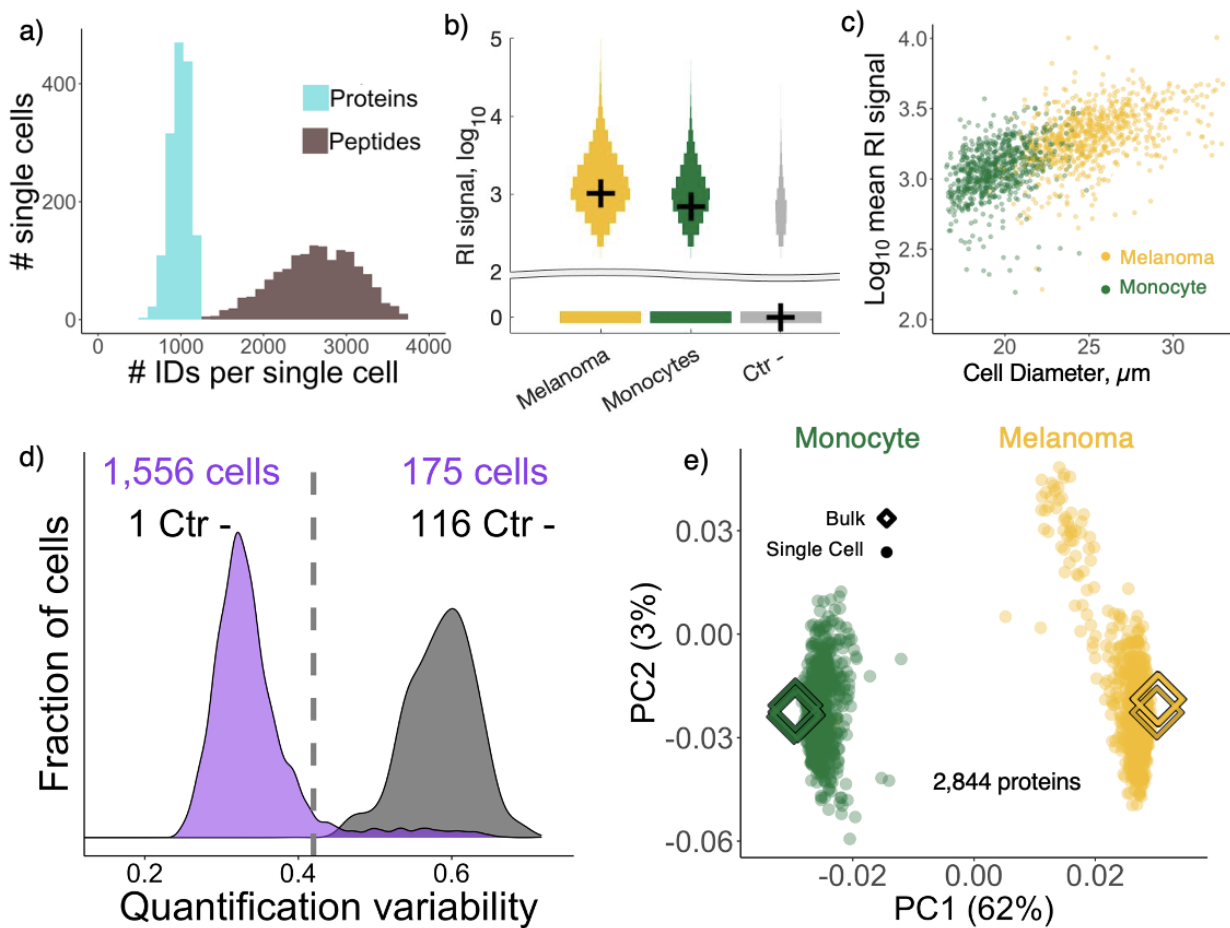 a)
# single cells
400
200
0
Proteins
Peptides
0
1000
2000
3000
4000
# IDs per single cell
b)
RI signal, log10
5
4
3
2
0
Melanoma
Monocytes
Ctr -
c)
Log10 mean RI signal
4.0
3.5
3.0
2.5
2.0
Melanoma
Monocyte
20
25
30
Cell Diameter, µm
d)
1,556 cells
175 cells
1 Ctr -
116 Ctr -
Fraction of cells
0.2
0.4
0.6
Quantification variability
e)
Monocyte
Melanoma
Bulk
Single Cell
PC2 (3%)
0.03
0.00
-0.03
-0.06
2,844 proteins
-0.02
0.00
0.02
PC1 (62%)